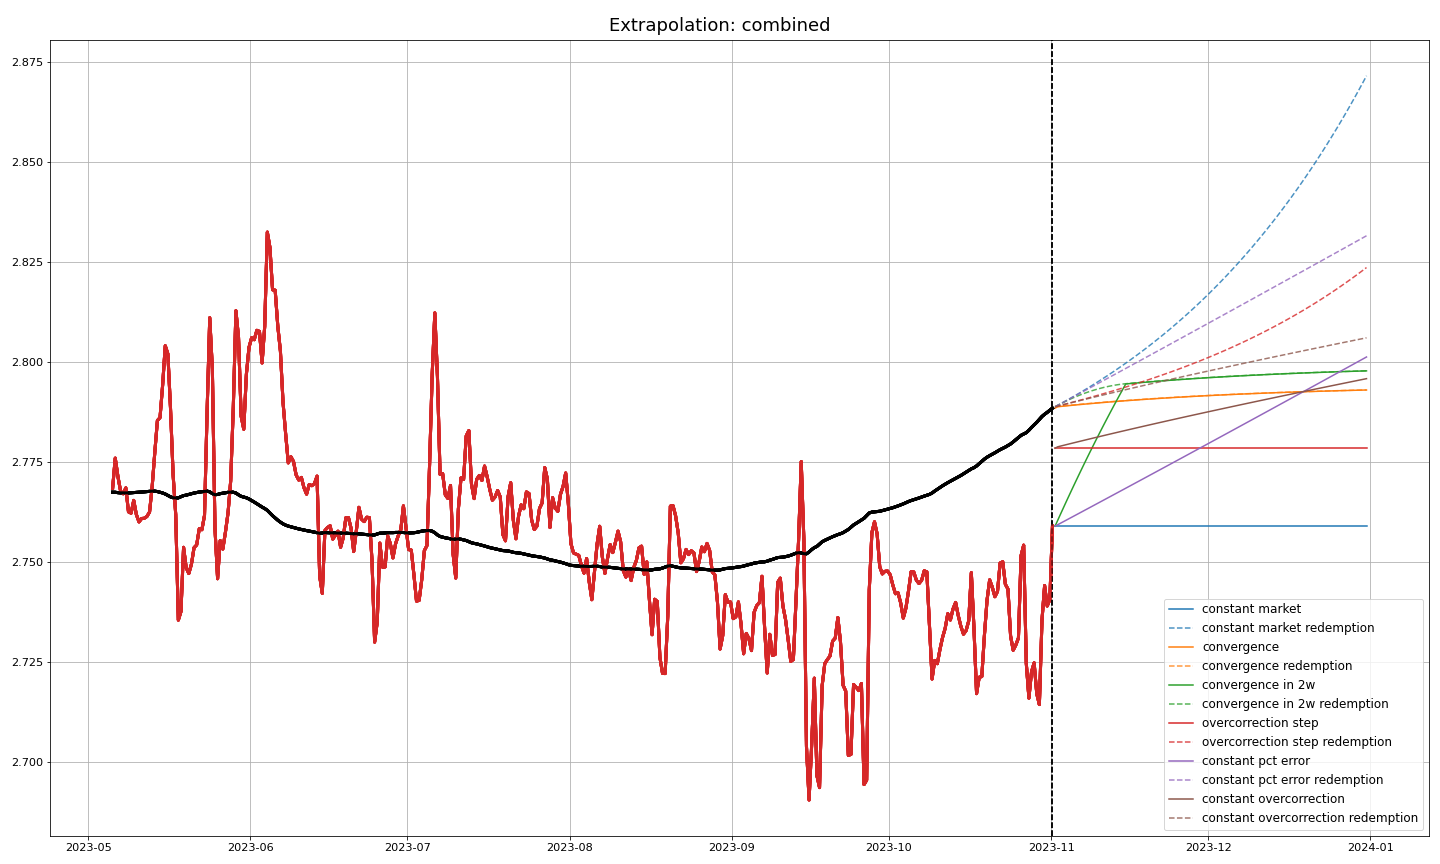 Extrapolation: combined
2.875
2.850
2.825
2.800
2.775
2.750
2.725
2.700
2023-05
2023-06
2023-07
2023-08
2023-09
2023-10
2023-11
2023-12
2024-01
constant market
constant market redemption
convergence
convergence redemption
convergence in 2w
convergence in 2w redemption
overcorrection step
overcorrection step redemption
constant pct error
constant pct error redemption
constant overcorrection
constant overcorrection redemption